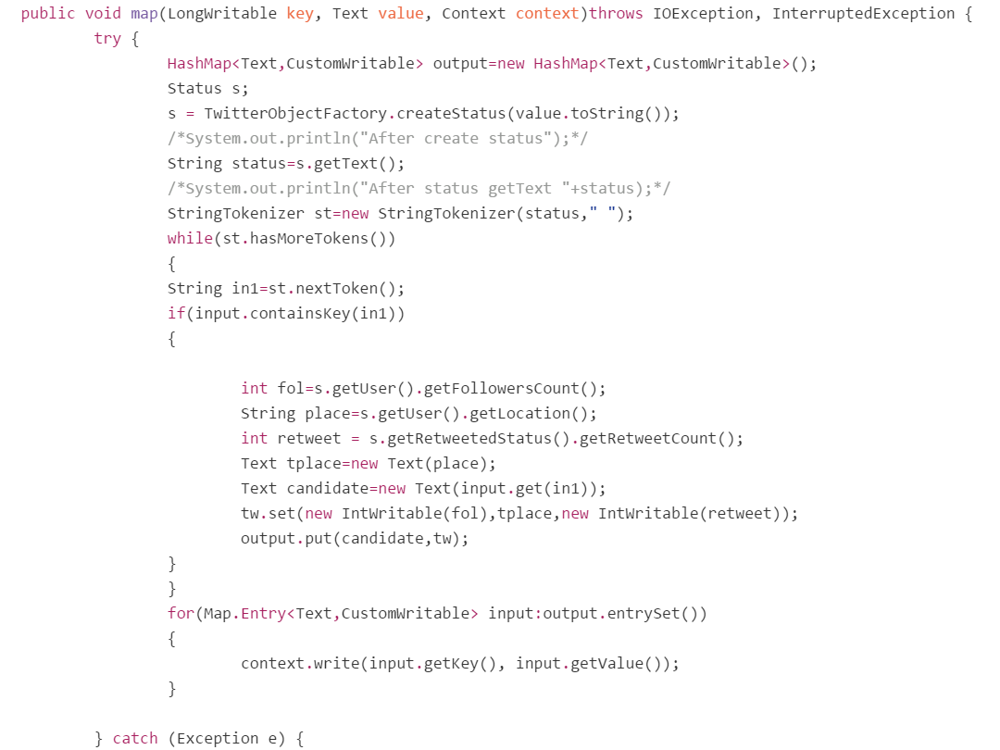 public void map(LongWritable key, Text value, Context context)throws IOException, InterruptedException {
try {
HashMap<Text,CustomWritable> output=new HashMap<Text,CustomWritable>();
Status s;
s = TwitterObjectFactory.createStatus(value.toString());
/*System.out.println("After create status");*/
String status=s.getText();
/*System.out.println("After status getText "+status);*/
StringTokenizer st=new StringTokenizer(status," ");
while(st.hasMoreTokens())
{
String in1=st.nextToken();
if(input.containsKey(in1))
{
int fol=s.getUser().getFollowersCount();
String place=s.getUser().getLocation();
int retweet = s.getRetweetedStatus().getRetweetCount();
Text tplace=new Text(place);
Text candidate=new Text(input.get(in1));
tw.set(new IntWritable(fol),tplace,new IntWritable(retweet));
output.put(candidate,tw);
}
}
for(Map.Entry<Text,CustomWritable> input:output.entrySet())
{
context.write(input.getKey(), input.getValue());
}
} catch (Exception e) {